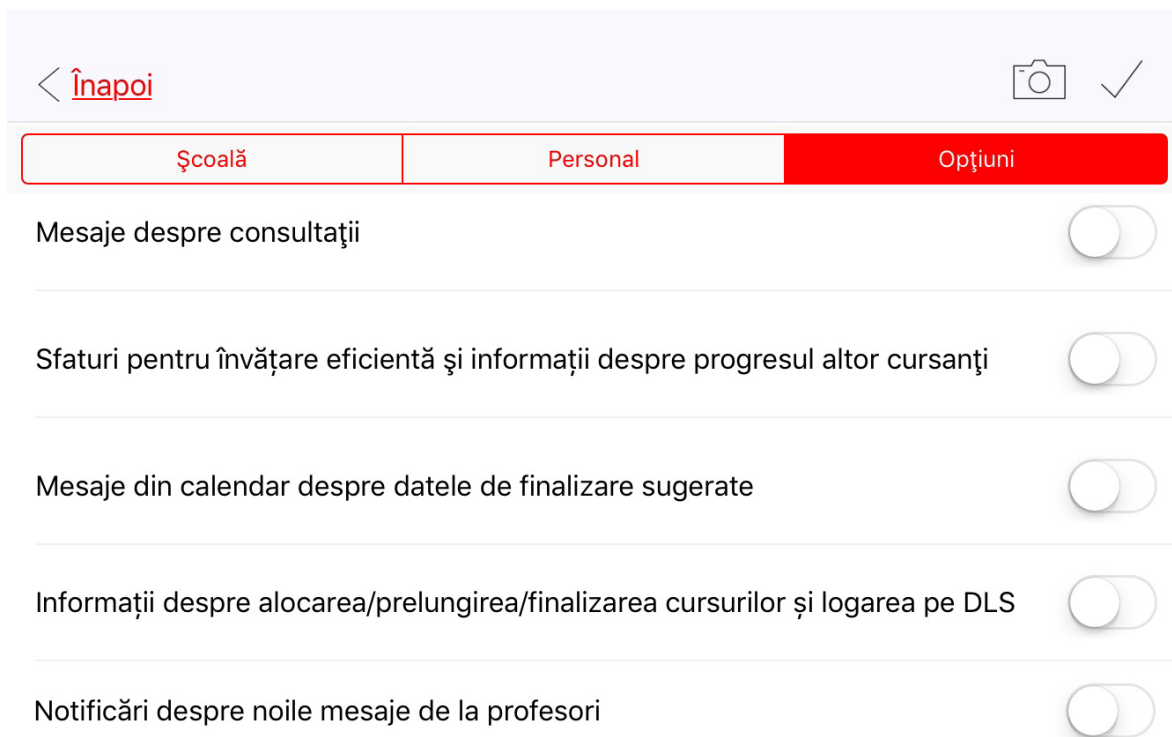 Înapoi
Şcoală
Personal
Opţiuni
Mesaje despre consultaţii
Sfaturi pentru învățare eficientă şi informații despre progresul altor cursanţi
Mesaje din calendar despre datele de finalizare sugerate
Informații despre alocarea/prelungirea/finalizarea cursurilor și logarea pe DLS
Notificări despre noile mesaje de la profesori